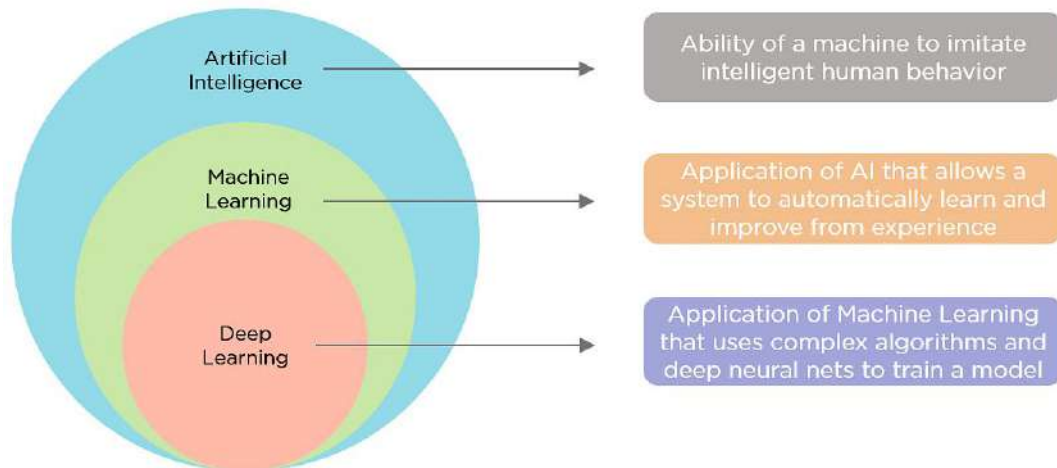 Artificial
Intelligence
Ability of a machine to imitate
intelligent human behavior
Machine
Learning
Application of AI that allows a
system to automatically learn and
improve from experience
Deep
Learning
Application of Machine Learning
that uses complex algorithms and
deep neural nets to train a model